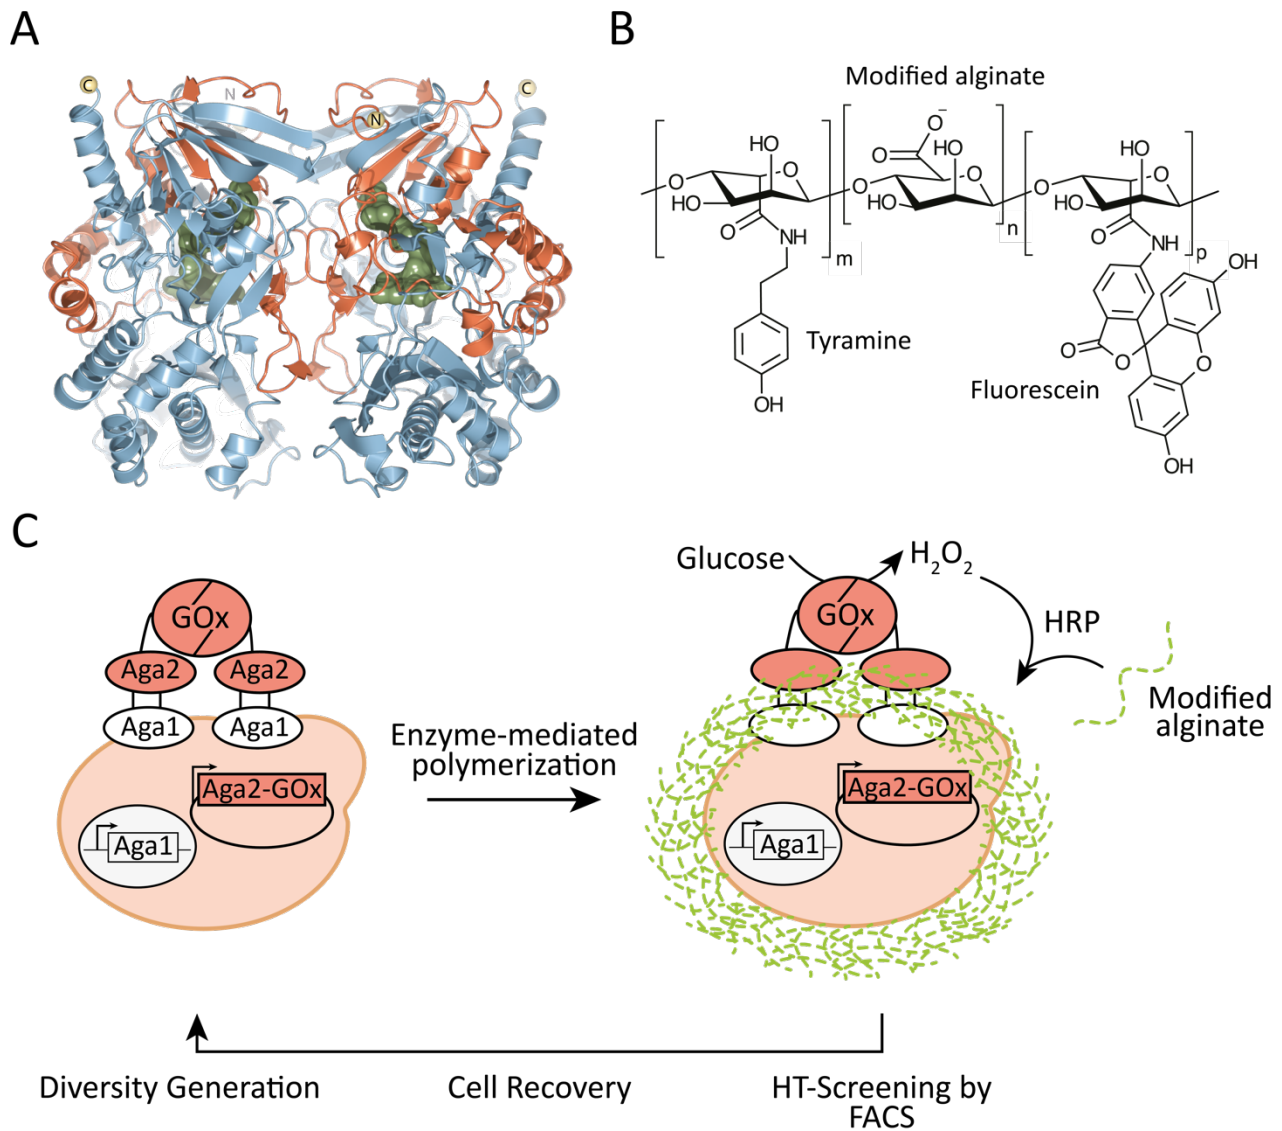 A
C
N
N
C
B
Modified alginate
O⁻
HO
O
HO
HO
O
O
O
HO
O
O
HO
O
HO
HO
n
O
NH
m
O
NH
p
OH
O
O
O
Tyramine
Fluorescein
OH
OH
C
Glucose
H₂O₂
GOx
GOx
HRP
Aga2
Aga2
Aga1
Aga1
Modified
alginate
Enzyme-mediated
polymerization
Aga2-GOx
Aga2-GOx
Aga1
Aga1
Diversity Generation
Cell Recovery
HT-Screening by
FACS